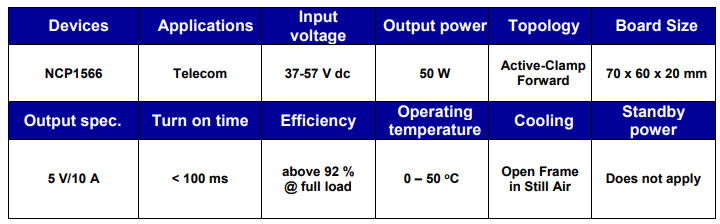 Devices
Applications
Input
voltage
Output power
Topology
Board Size
NCP1566
Telecom
37-57 V dc
50 W
Active-Clamp
Forward
70 x 60 x 20 mm
Output spec.
Turn on time
Efficiency
Operating
temperature
Cooling
Standby
power
5 V/10 A
< 100 ms
above 92 %
@ full load
0 – 50 ºC
Open Frame
in Still Air
Does not apply